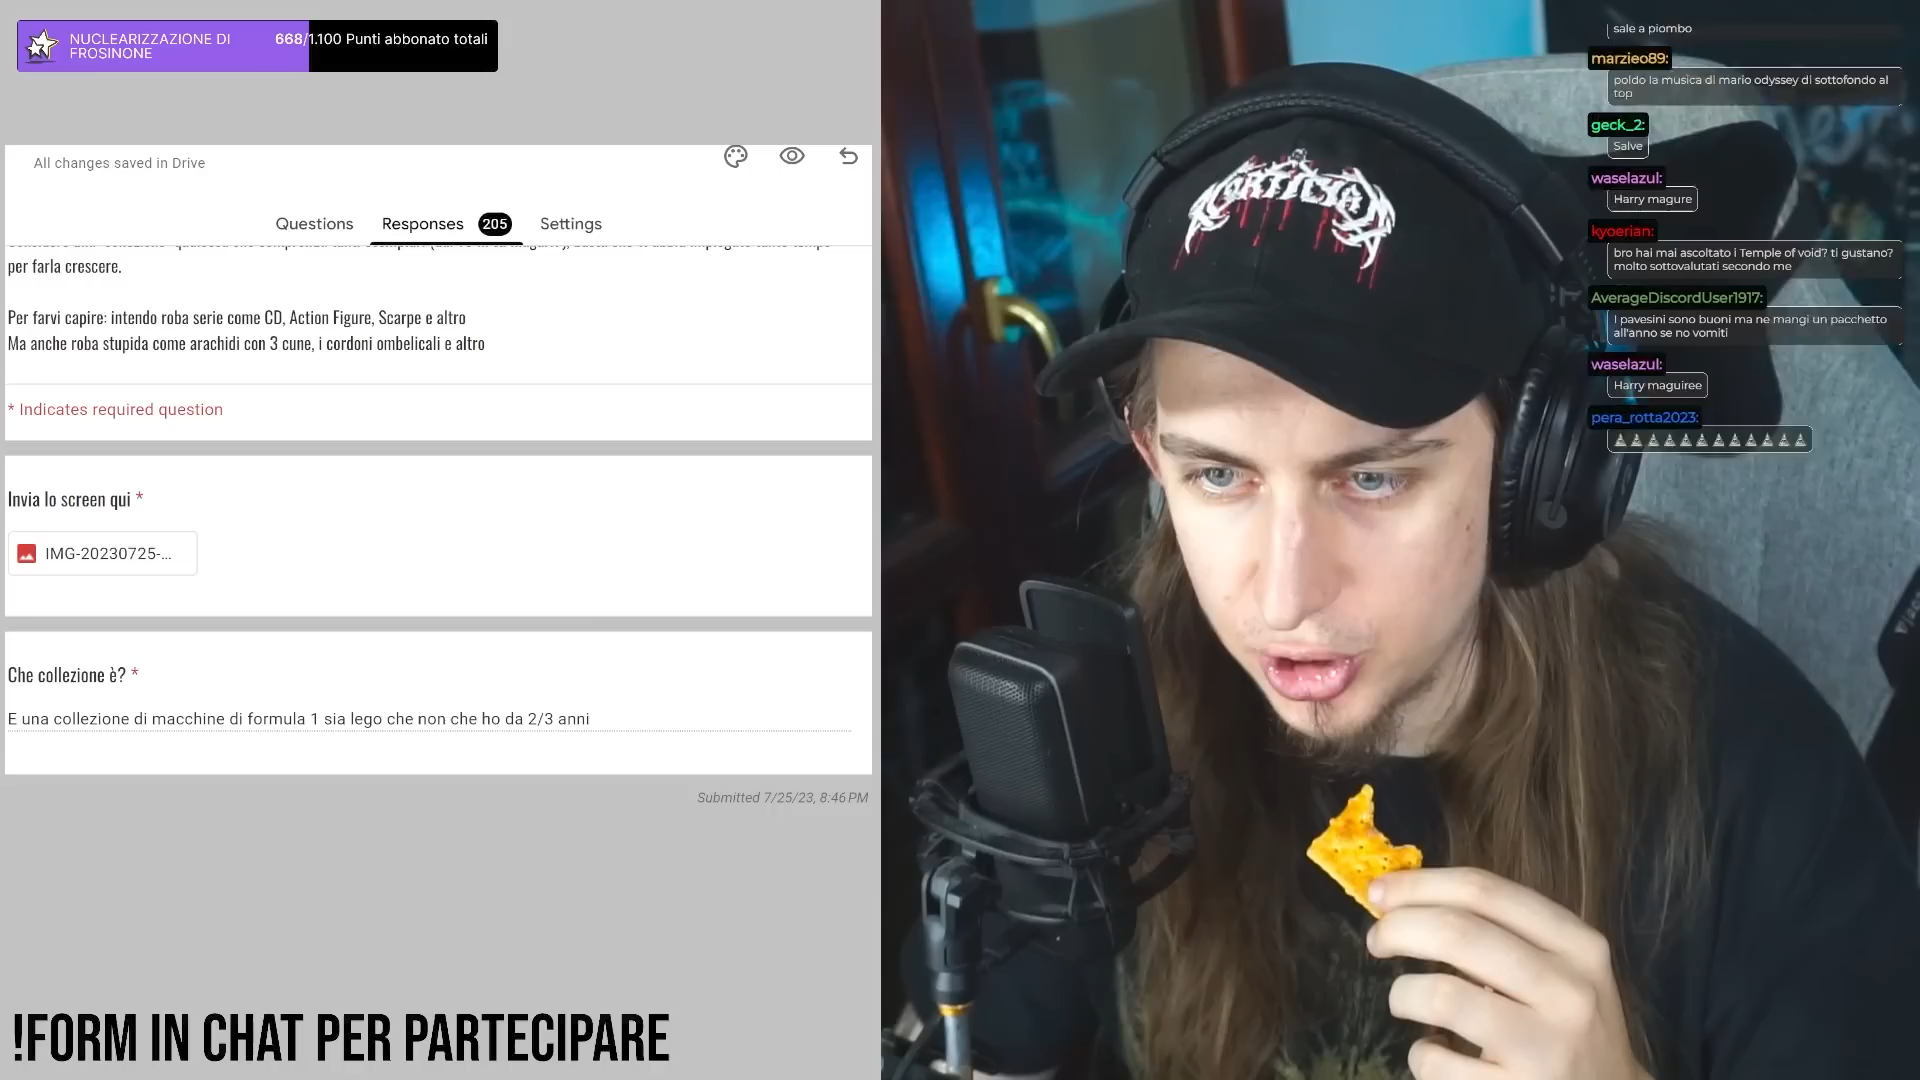 NUCLEARIZZAZIONE DI
FROSINONE
668/1.100 Punti abbonato totali
All changes saved in Drive
Questions
Responses 205
Settings
per farla crescere.
Per farvi capire: intendo roba serie come CD, Action Figure, Scarpe e altro
Ma anche roba stupida come arachidi con 3 cune, i cordoni ombelicali e altro
* Indicates required question
Invia lo screen qui *
IMG-20230725-...
Che collezione è? *
E una collezione di macchine di formula 1 sia lego che non che ho da 2/3 anni
Submitted 7/25/23, 8:46 PM
!FORM IN CHAT PER PARTECIPARE
MORTICIAN
sale a piombo
marzieo89:
poldo la musica di mario odyssey di sottofondo al
top
geck_2:
Salve
waselazul:
Harry magure
kyoerian:
bro hai mai ascoltato i Temple of void? ti gustano?
molto sottovalutati secondo me
AverageDiscordUser1917:
I pavesini sono buoni ma ne mangi un pacchetto
all'anno se no vomiti
waselazul:
Harry maguiree
pera_rotta2023: